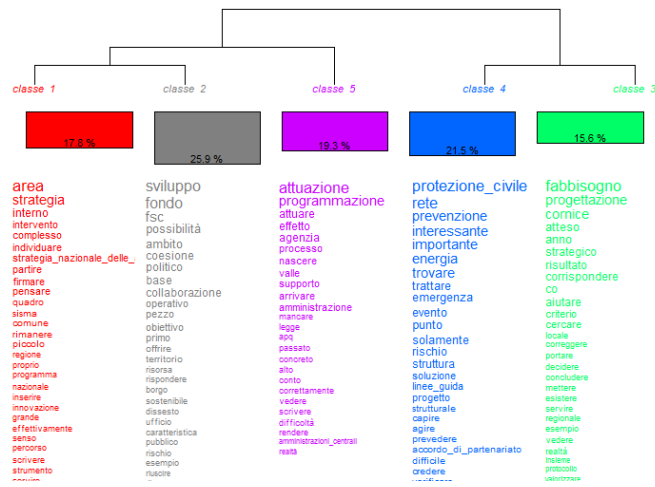 classe 1
classe 2
classe 5
classe 4
classe 3
17.8 %
25.9 %
19.3 %
21.5 %
15.6 %
area
strategia
interno
intervento
complesso
individuare
strategia_nazionale_delle_
partire
firmare
pensare
quadro
sisma
comune
rimanere
piccolo
regione
proprio
programma
nazionale
inserire
innovazione
grande
effettivamente
senso
percorso
scrivere
strumento
sviluppo
fondo
fsc
possibilità
ambito
coesione
politico
base
collaborazione
operativo
pezzo
obiettivo
primo
offrire
territorio
risorsa
rispondere
borgo
sostenibile
dissesto
ufficio
caratteristica
pubblico
rischio
esempio
riuscire
attuazione
programmazione
attuare
effetto
agenzia
processo
nascere
valle
supporto
arrivare
amministrazione
mancare
legge
apq
passato
concreto
alto
conto
correttamente
vedere
scrivere
difficoltà
rendere
amministrazioni_centrali
realtà
protezione_civile
rete
prevenzione
interessante
importante
energia
trovare
trattare
emergenza
evento
punto
solamente
rischio
struttura
soluzione
linee_guida
progetto
strutturale
capire
agire
prevedere
accordo_di_partenariato
difficile
credere
verificare
fabbisogno
progettazione
cornice
atteso
anno
strategico
risultato
corrispondere
co
aiutare
criterio
cercare
locale
correggere
portare
decidere
concludere
mettere
esistere
servire
regionale
esempio
vedere
realtà
insieme
protocollo
valorizzare